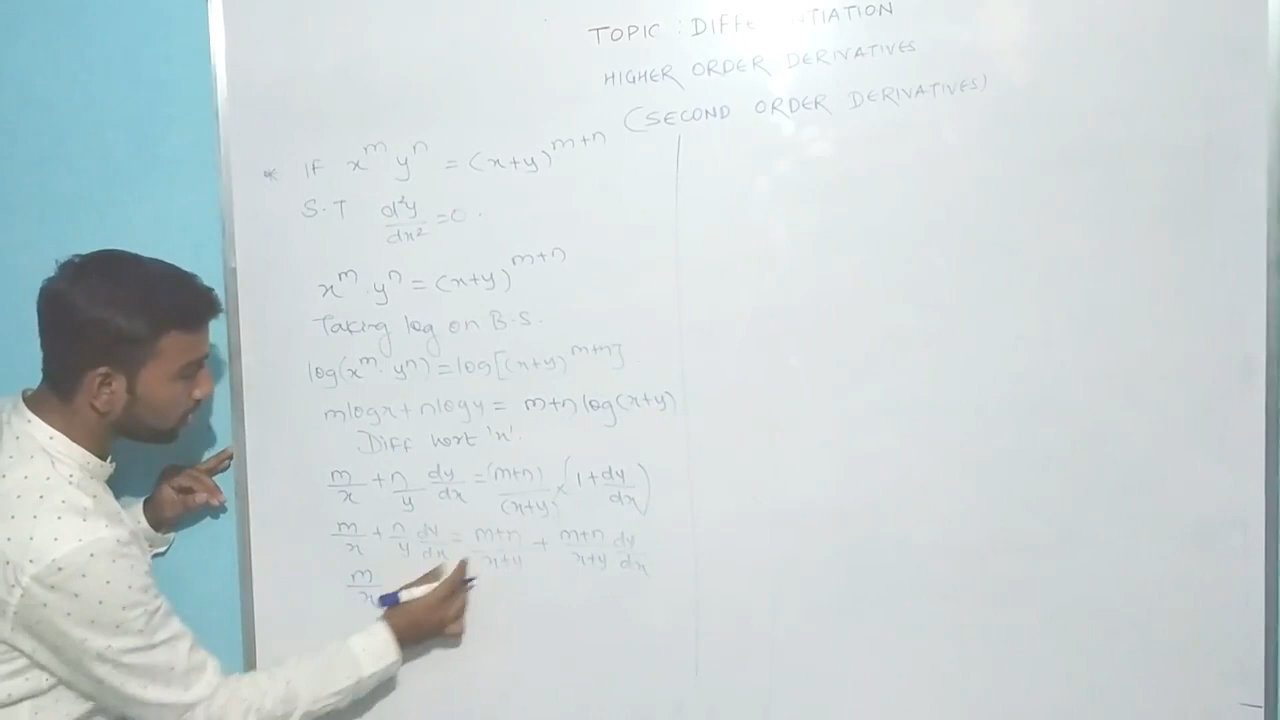 TOPIC : DIFFE TIATION
HIGHER ORDER DERIVATIVES
(SECOND ORDER DERIVATIVES)
* IF x^m y^n = (x+y)^{m+n}
S.T d²y/dx² = 0.
x^m . y^n = (x+y)^{m+n}
Taking log on B.S.
log(x^m . y^n) = log[(x+y)^{m+n}]
mlogx + nlogy = m+n log(x+y)
Diff wort 'x'.
m/x + n/y dy/dx = (m+n)/(x+y) × (1 + dy/dx)
m/x + n/y dy/dx = m+n/x+y + m+n/x+y dy/dx
m/x